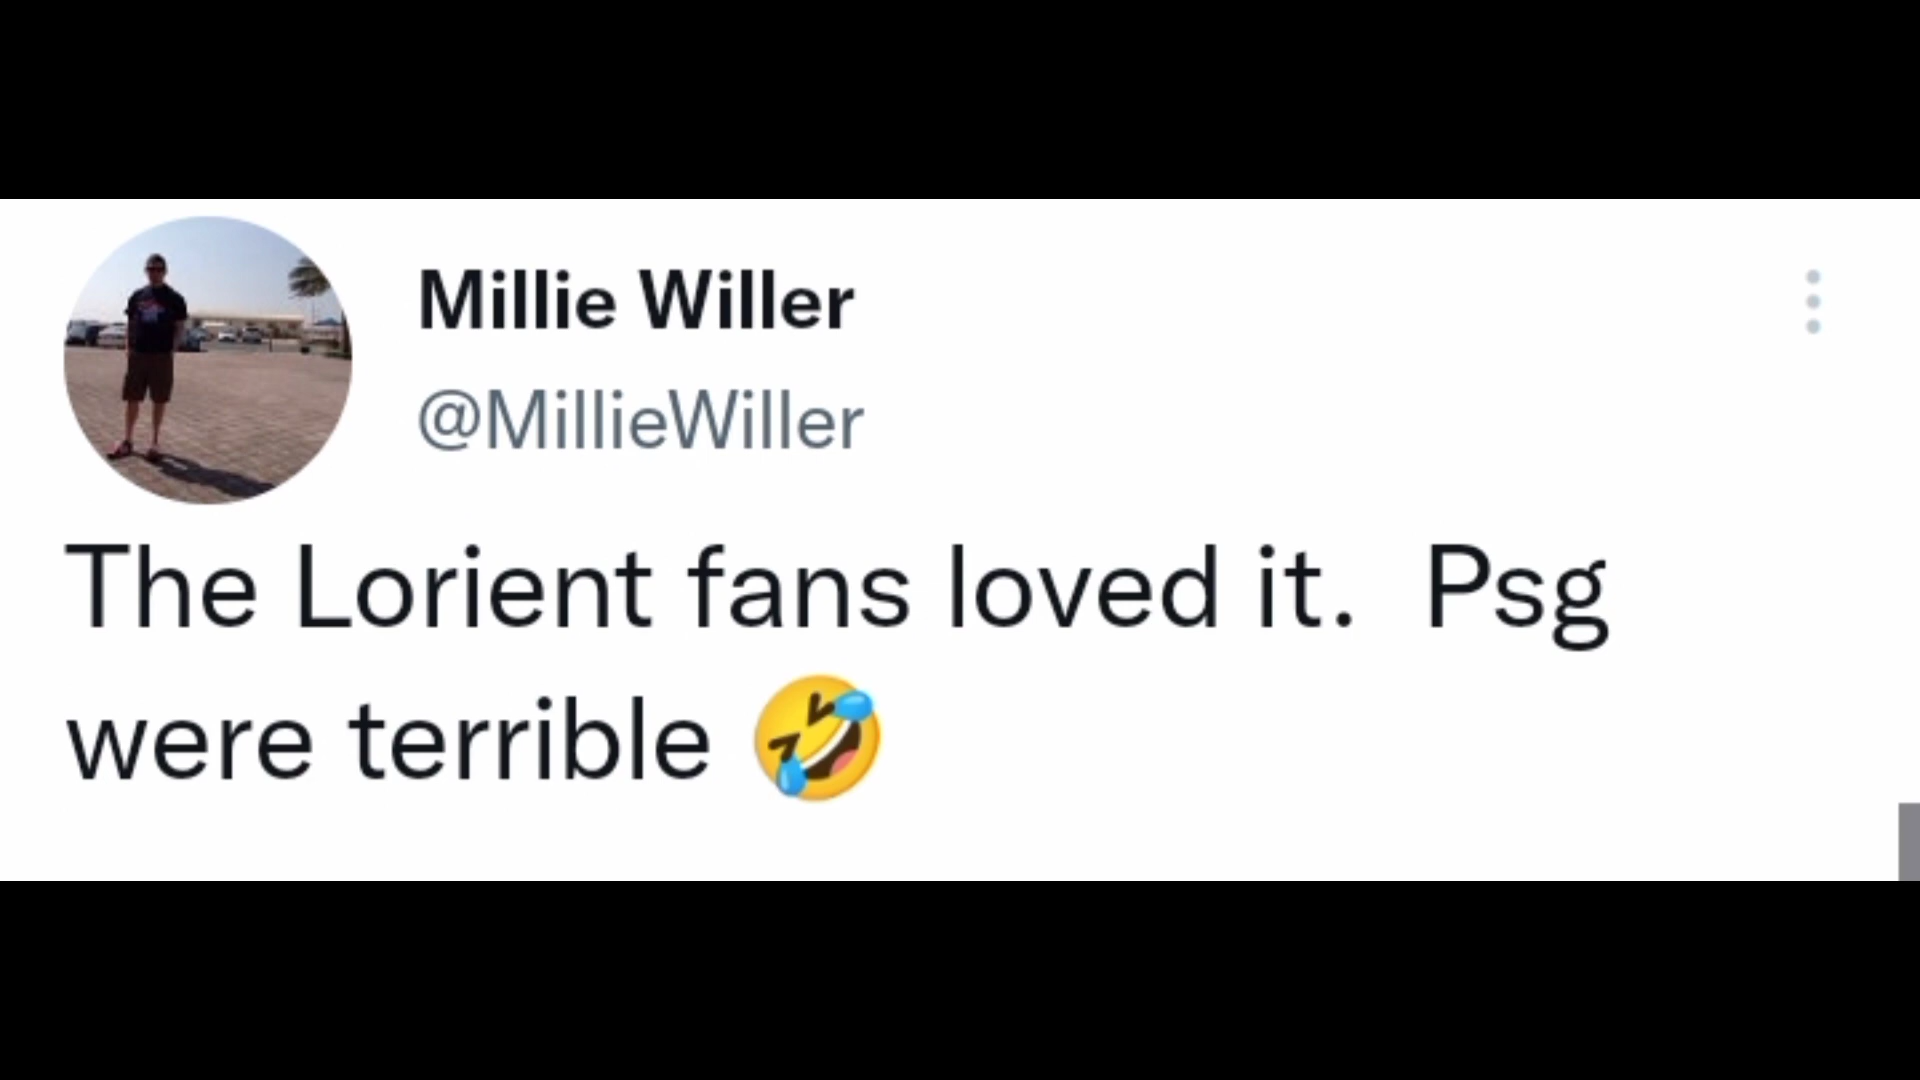 Millie Willer
@MillieWiller
The Lorient fans loved it.  Psg
were terrible 🤣